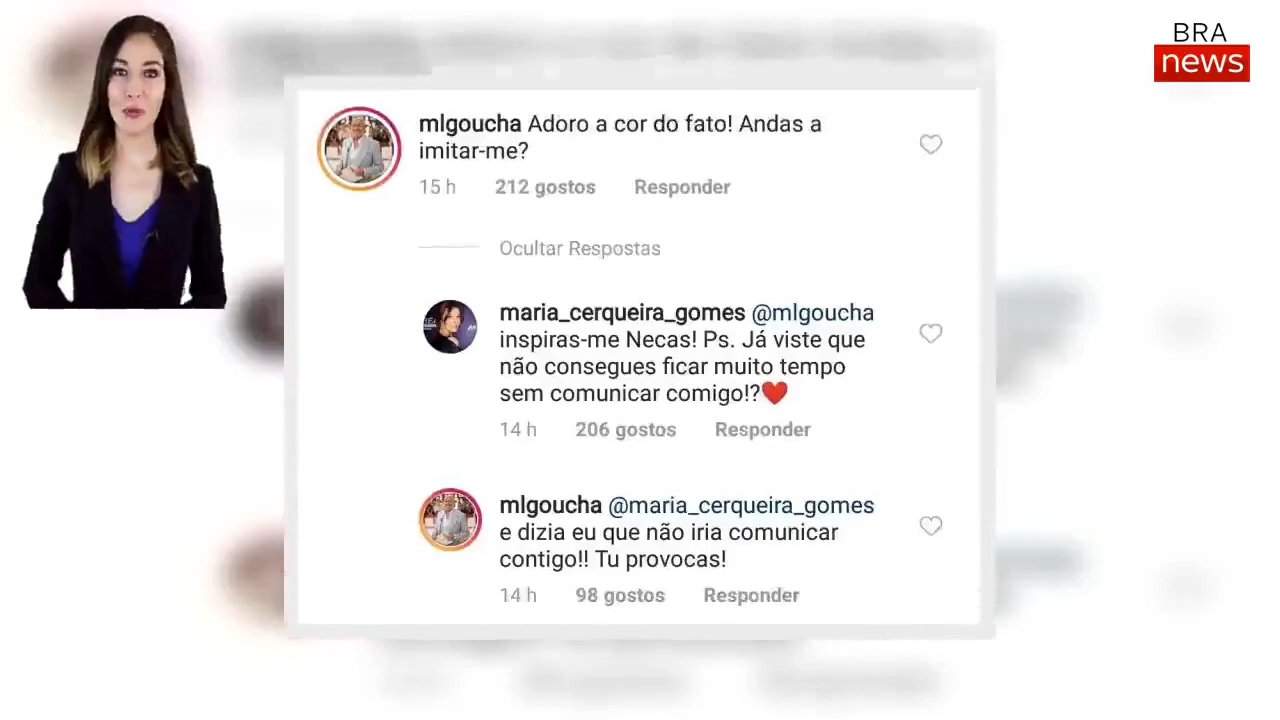 BRA
news
mlgoucha Adoro a cor do fato! Andas a
imitar-me?
15 h 212 gostos Responder
Ocultar Respostas
maria_cerqueira_gomes @mlgoucha
inspiras-me Necas! Ps. Já viste que
não consegues ficar muito tempo
sem comunicar comigo!?❤️
14 h 206 gostos Responder
mlgoucha @maria_cerqueira_gomes
e dizia eu que não iria comunicar
contigo!! Tu provocas!
14 h 98 gostos Responder